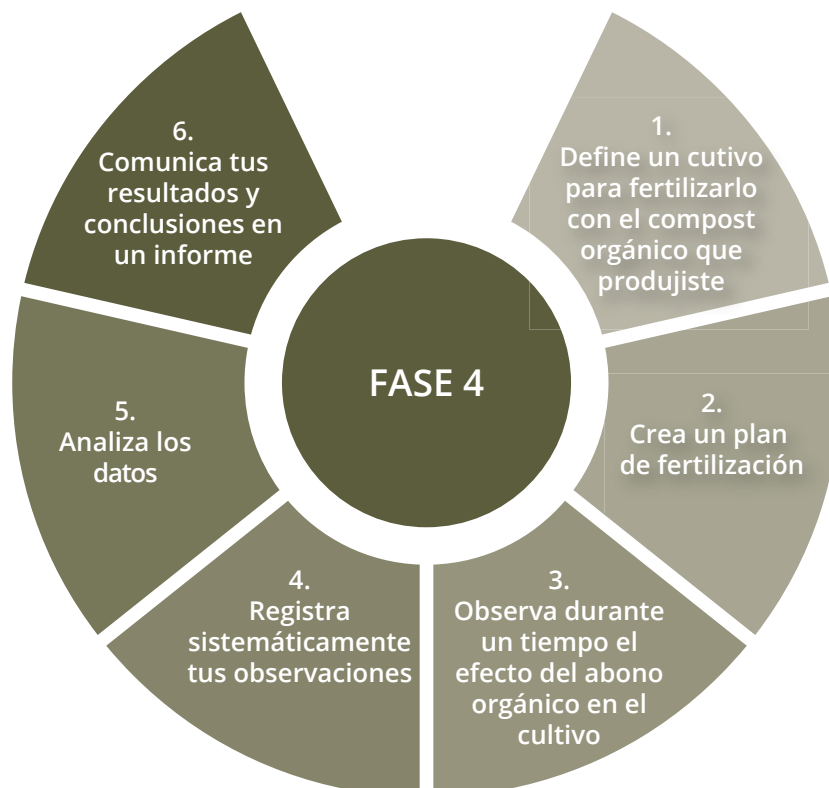 FASE 4
1.
Define un cutivo
para fertilizarlo
con el compost
orgánico que
produjiste
2.
Crea un plan
de fertilización
3.
Observa durante
un tiempo el
efecto del abono
orgánico en el
cultivo
4.
Registra
sistemáticamente
tus observaciones
5.
Analiza los
datos
6.
Comunica tus
resultados y
conclusiones en
un informe